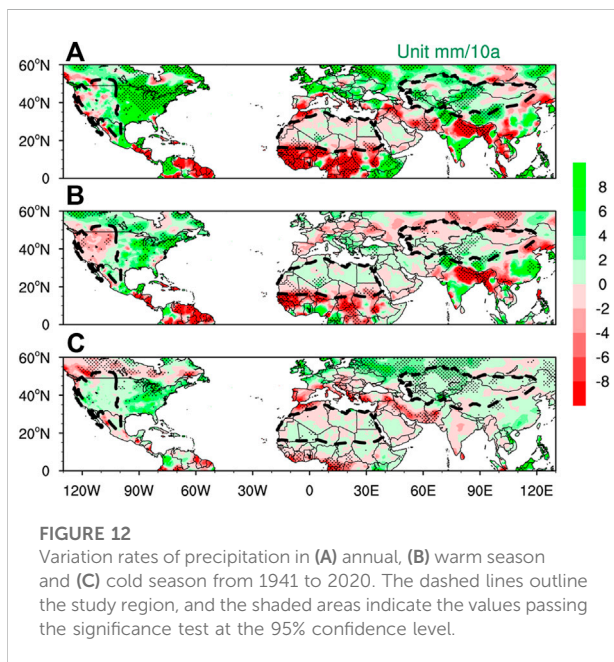 Unit mm/10a
A
60°N
40°N
20°N
0
B
60°N
40°N
20°N
0
C
60°N
40°N
20°N
0
120W 90W 60W 30W 0 30E 60E 90E 120E
8
6
4
2
0
-2
-4
-6
-8
FIGURE 12
Variation rates of precipitation in (A) annual, (B) warm season
and (C) cold season from 1941 to 2020. The dashed lines outline
the study region, and the shaded areas indicate the values passing
the significance test at the 95% confidence level.